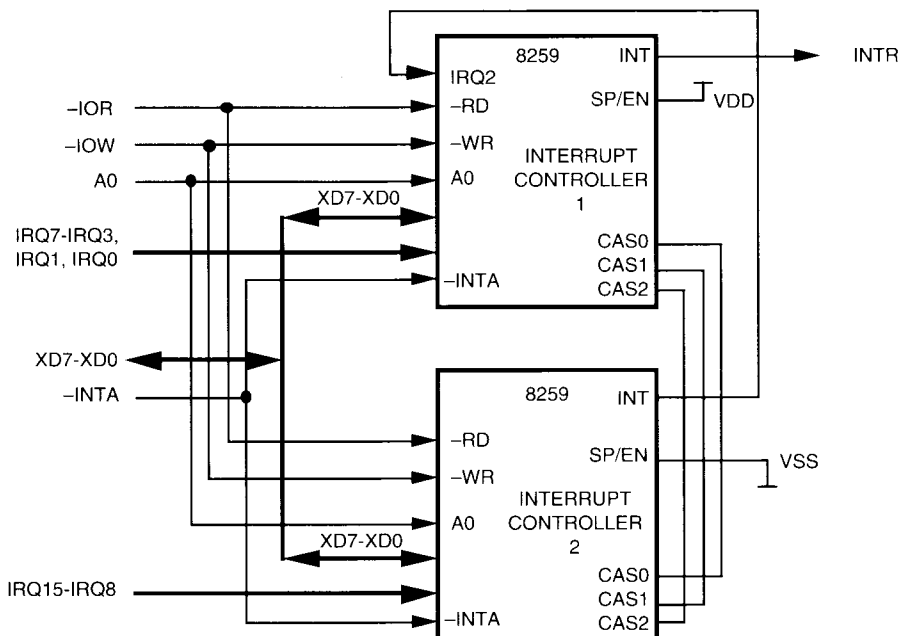 8259
INT
INTR
IRQ2
SP/EN
VDD
–IOR
–RD
–IOW
–WR
INTERRUPT
CONTROLLER
1
A0
A0
XD7-XD0
IRQ7-IRQ3,
IRQ1, IRQ0
CAS0
CAS1
CAS2
–INTA
XD7-XD0
–INTA
8259
INT
–RD
SP/EN
VSS
–WR
INTERRUPT
CONTROLLER
2
A0
XD7-XD0
IRQ15-IRQ8
CAS0
CAS1
CAS2
–INTA